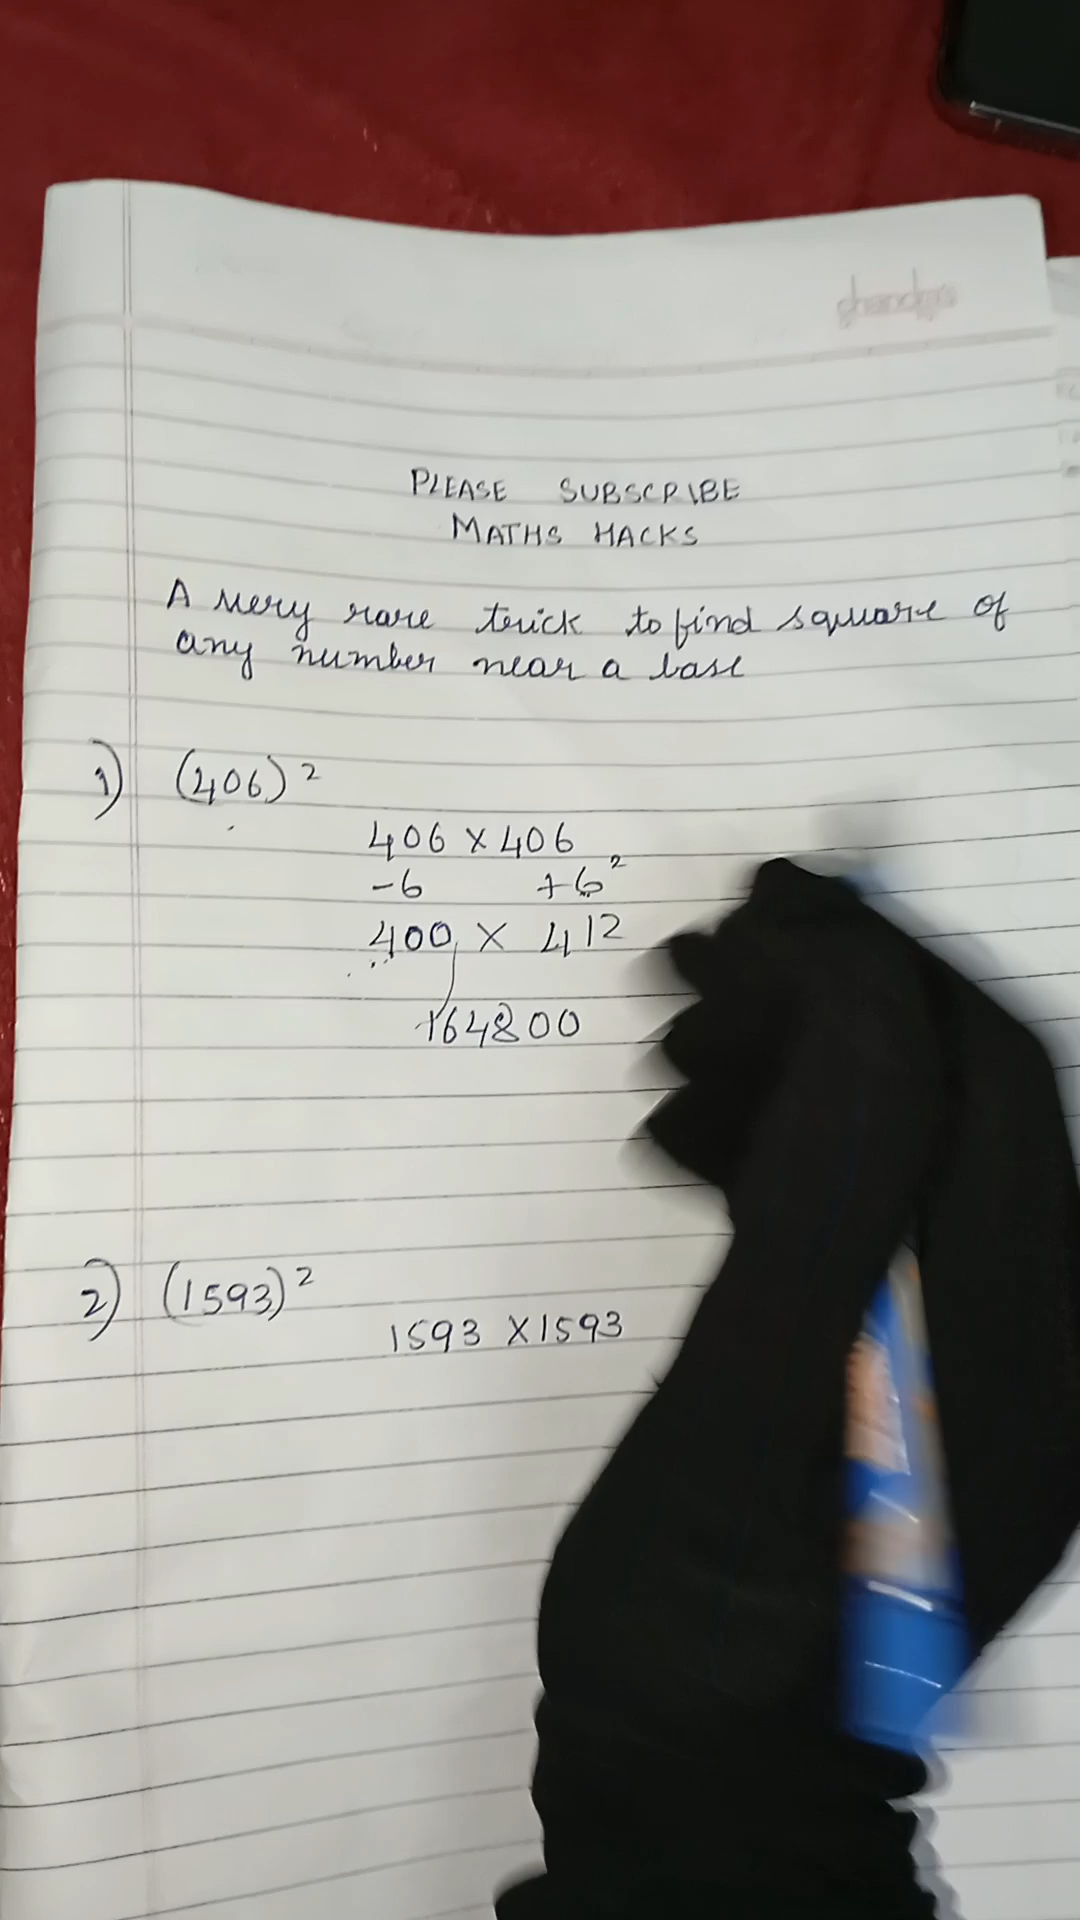 PLEASE SUBSCRIBE
MATHS HACKS
A very rare trick to find square of
any number near a base
1) (406)²
406 × 406
-6 +6²
400 × 412
164800
2) (1593)²
1593 × 1593